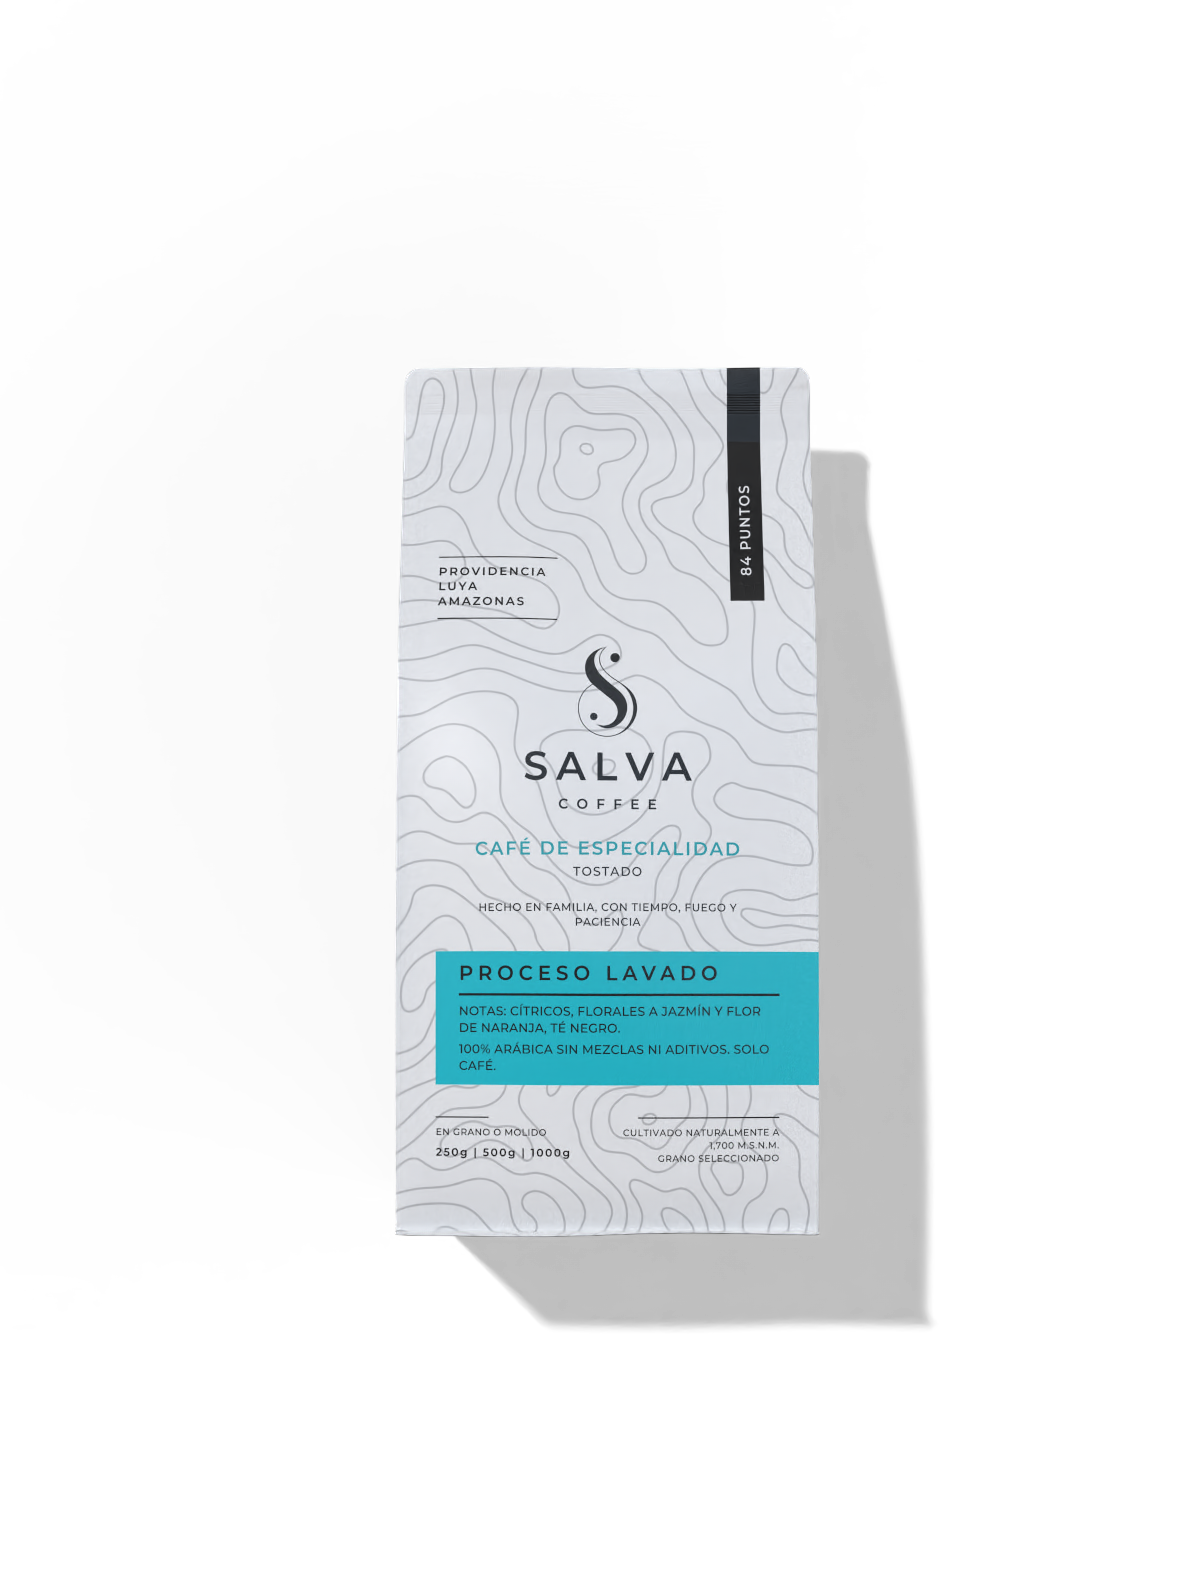 84 PUNTOS
PROVIDENCIA
LUYA
AMAZONAS
SALVA
COFFEE
CAFÉ DE ESPECIALIDAD
TOSTADO
HECHO EN FAMILIA, CON TIEMPO, FUEGO Y
PACIENCIA
PROCESO LAVADO
NOTAS: CÍTRICOS, FLORALES A JAZMÍN Y FLOR
DE NARANJA, TÉ NEGRO.
100% ARÁBICA SIN MEZCLAS NI ADITIVOS. SOLO
CAFÉ.
EN GRANO O MOLIDO
250g | 500g | 1000g
CULTIVADO NATURALMENTE A
1,700 M.S.N.M.
GRANO SELECCIONADO